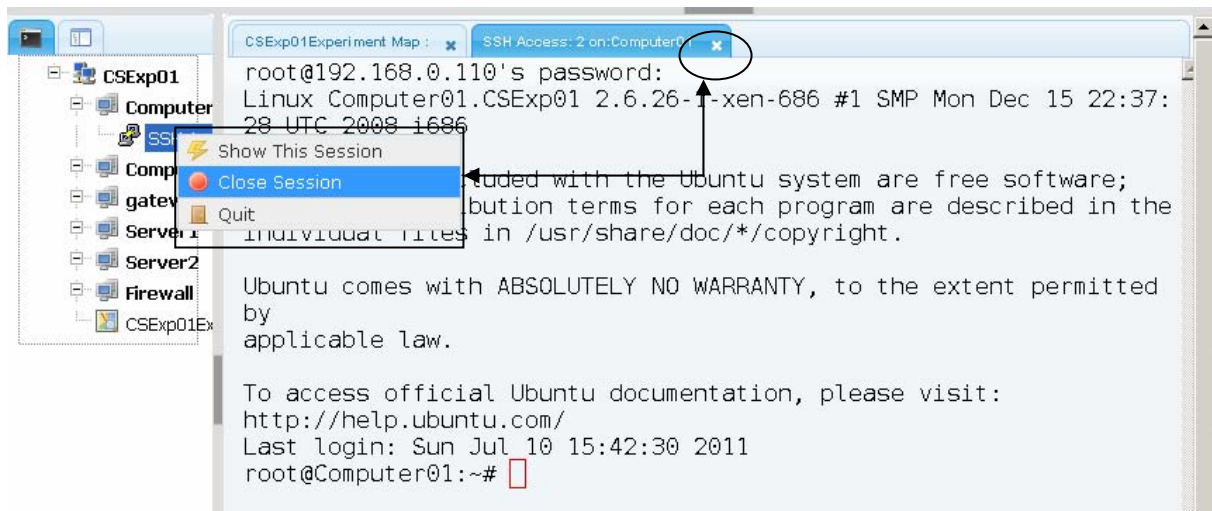 CSExp01Experiment Map :
SSH Access: 2 on:Computer01
CSExp01
Computer
SSH
Comp
gatew
Server1
Server2
Firewall
CSExp01Ex
Show This Session
Close Session
Quit
root@192.168.0.110's password:
Linux Computer01.CSExp01 2.6.26-1-xen-686 #1 SMP Mon Dec 15 22:37:
28 UTC 2008 i686
cluded with the Ubuntu system are free software;
bution terms for each program are described in the
individual files in /usr/share/doc/*/copyright.
Ubuntu comes with ABSOLUTELY NO WARRANTY, to the extent permitted
by
applicable law.
To access official Ubuntu documentation, please visit:
http://help.ubuntu.com/
Last login: Sun Jul 10 15:42:30 2011
root@Computer01:~#